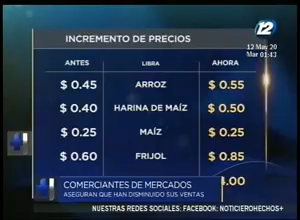 12
12 May 20
Mar 01:43
INCREMENTO DE PRECIOS
ANTES LIBRA AHORA
$ 0.45 ARROZ $ 0.55
$ 0.40 HARINA DE MAÍZ $ 0.50
$ 0.25 MAÍZ $ 0.25
$ 0.60 FRIJOL $ 0.85
4.00
COMERCIANTES DE MERCADOS
ASEGURAN QUE HAN DISMINUIDO SUS VENTAS
NUESTRAS REDES SOCIALES: FACEBOOK: NOTICIEROHECHOS+